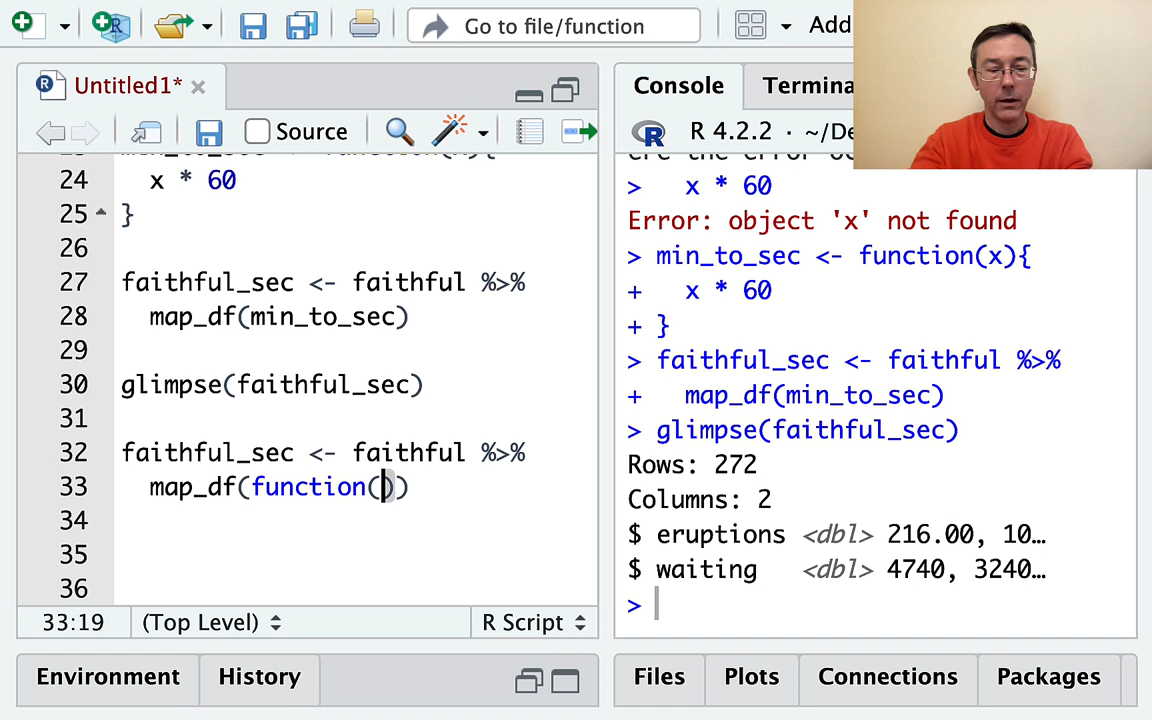 Go to file/function
Add
Untitled1*
Source
24 x * 60
25 }
26
27 faithful_sec <- faithful %>%
28 map_df(min_to_sec)
29
30 glimpse(faithful_sec)
31
32 faithful_sec <- faithful %>%
33 map_df(function())
34
35
36
33:19 (Top Level) R Script
Environment History
Console Termina
R 4.2.2 · ~/De
> x * 60
Error: object 'x' not found
> min_to_sec <- function(x){
+ x * 60
+ }
> faithful_sec <- faithful %>%
+ map_df(min_to_sec)
> glimpse(faithful_sec)
Rows: 272
Columns: 2
$ eruptions <dbl> 216.00, 10…
$ waiting <dbl> 4740, 3240…
>
Files Plots Connections Packages